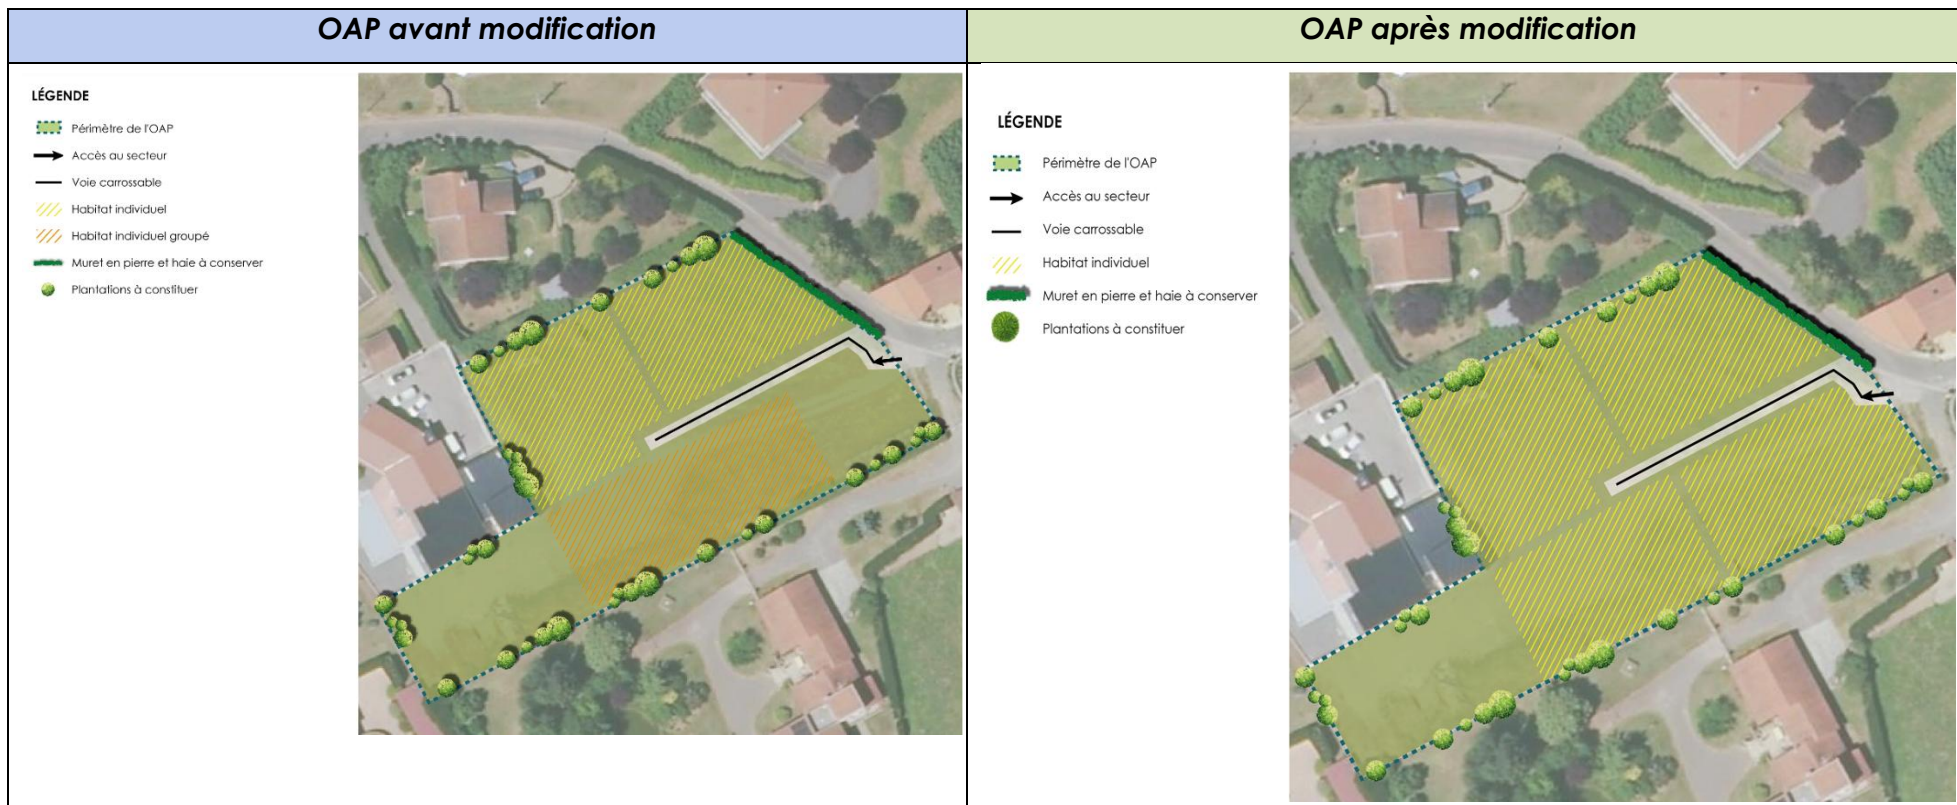 OAP avant modification
LÉGENDE
Périmètre de l'OAP
Accès au secteur
Voie carrossable
Habitat individuel
Habitat individuel groupé
Muret en pierre et haie à conserver
Plantations à constituer
OAP après modification
LÉGENDE
Périmètre de l'OAP
Accès au secteur
Voie carrossable
Habitat individuel
Muret en pierre et haie à conserver
Plantations à constituer